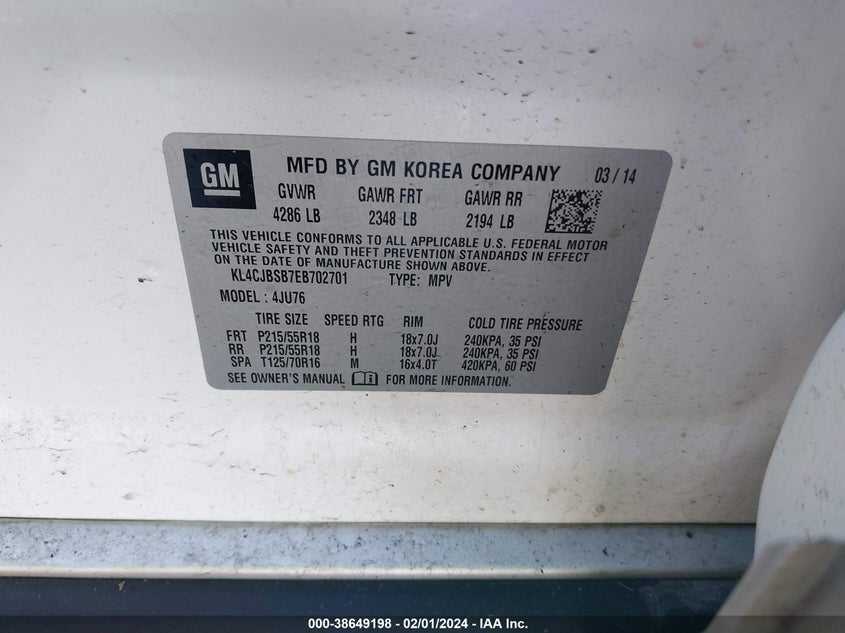 GM
MFD BY GM KOREA COMPANY 03 / 14
GVWR GAWR FRT GAWR RR
4286 LB 2348 LB 2194 LB
THIS VEHICLE CONFORMS TO ALL APPLICABLE U.S. FEDERAL MOTOR
VEHICLE SAFETY AND THEFT PREVENTION STANDARDS IN EFFECT
ON THE DATE OF MANUFACTURE SHOWN ABOVE.
KL4CJBSB7EB702701 TYPE: MPV
MODEL : 4JU76
TIRE SIZE SPEED RTG RIM COLD TIRE PRESSURE
FRT P215/55R18 H 18x7.0J 240KPA, 35 PSI
RR P215/55R18 H 18x7.0J 240KPA, 35 PSI
SPA T125/70R16 M 16x4.0T 420KPA, 60 PSI
SEE OWNER'S MANUAL FOR MORE INFORMATION.
000-38649198 - 02/01/2024 - IAA Inc.